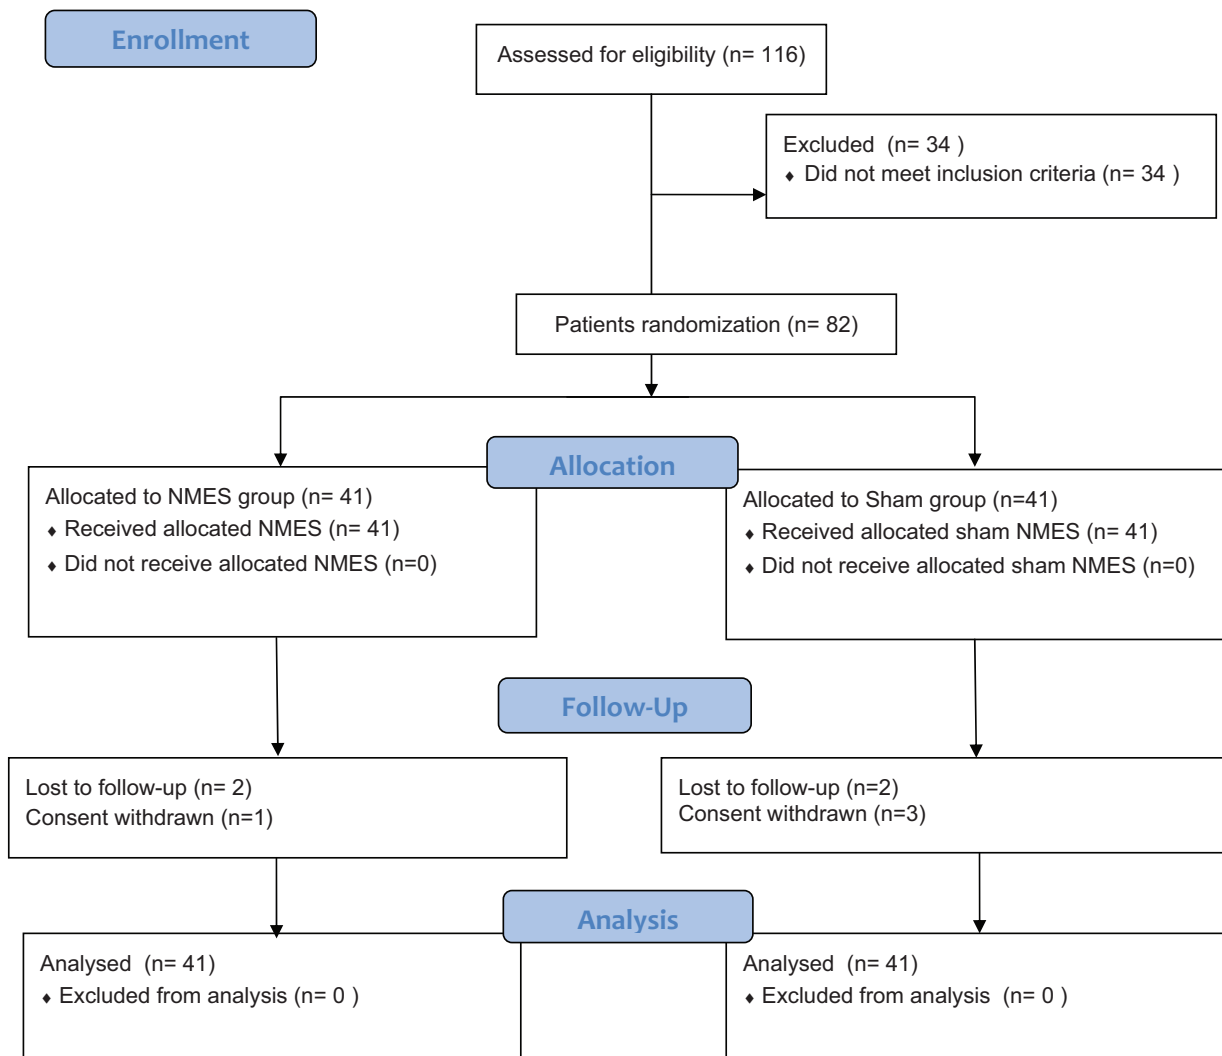 Enrollment
Assessed for eligibility (n= 116)
Excluded (n= 34 )
♦ Did not meet inclusion criteria (n= 34 )
Patients randomization (n= 82)
Allocation
Allocated to NMES group (n= 41)
♦ Received allocated NMES (n= 41)
♦ Did not receive allocated NMES (n=0)
Allocated to Sham group (n=41)
♦ Received allocated sham NMES (n= 41)
♦ Did not receive allocated sham NMES (n=0)
Follow-Up
Lost to follow-up (n= 2)
Consent withdrawn (n=1)
Lost to follow-up (n=2)
Consent withdrawn (n=3)
Analysis
Analysed (n= 41)
♦ Excluded from analysis (n= 0 )
Analysed (n= 41)
♦ Excluded from analysis (n= 0 )